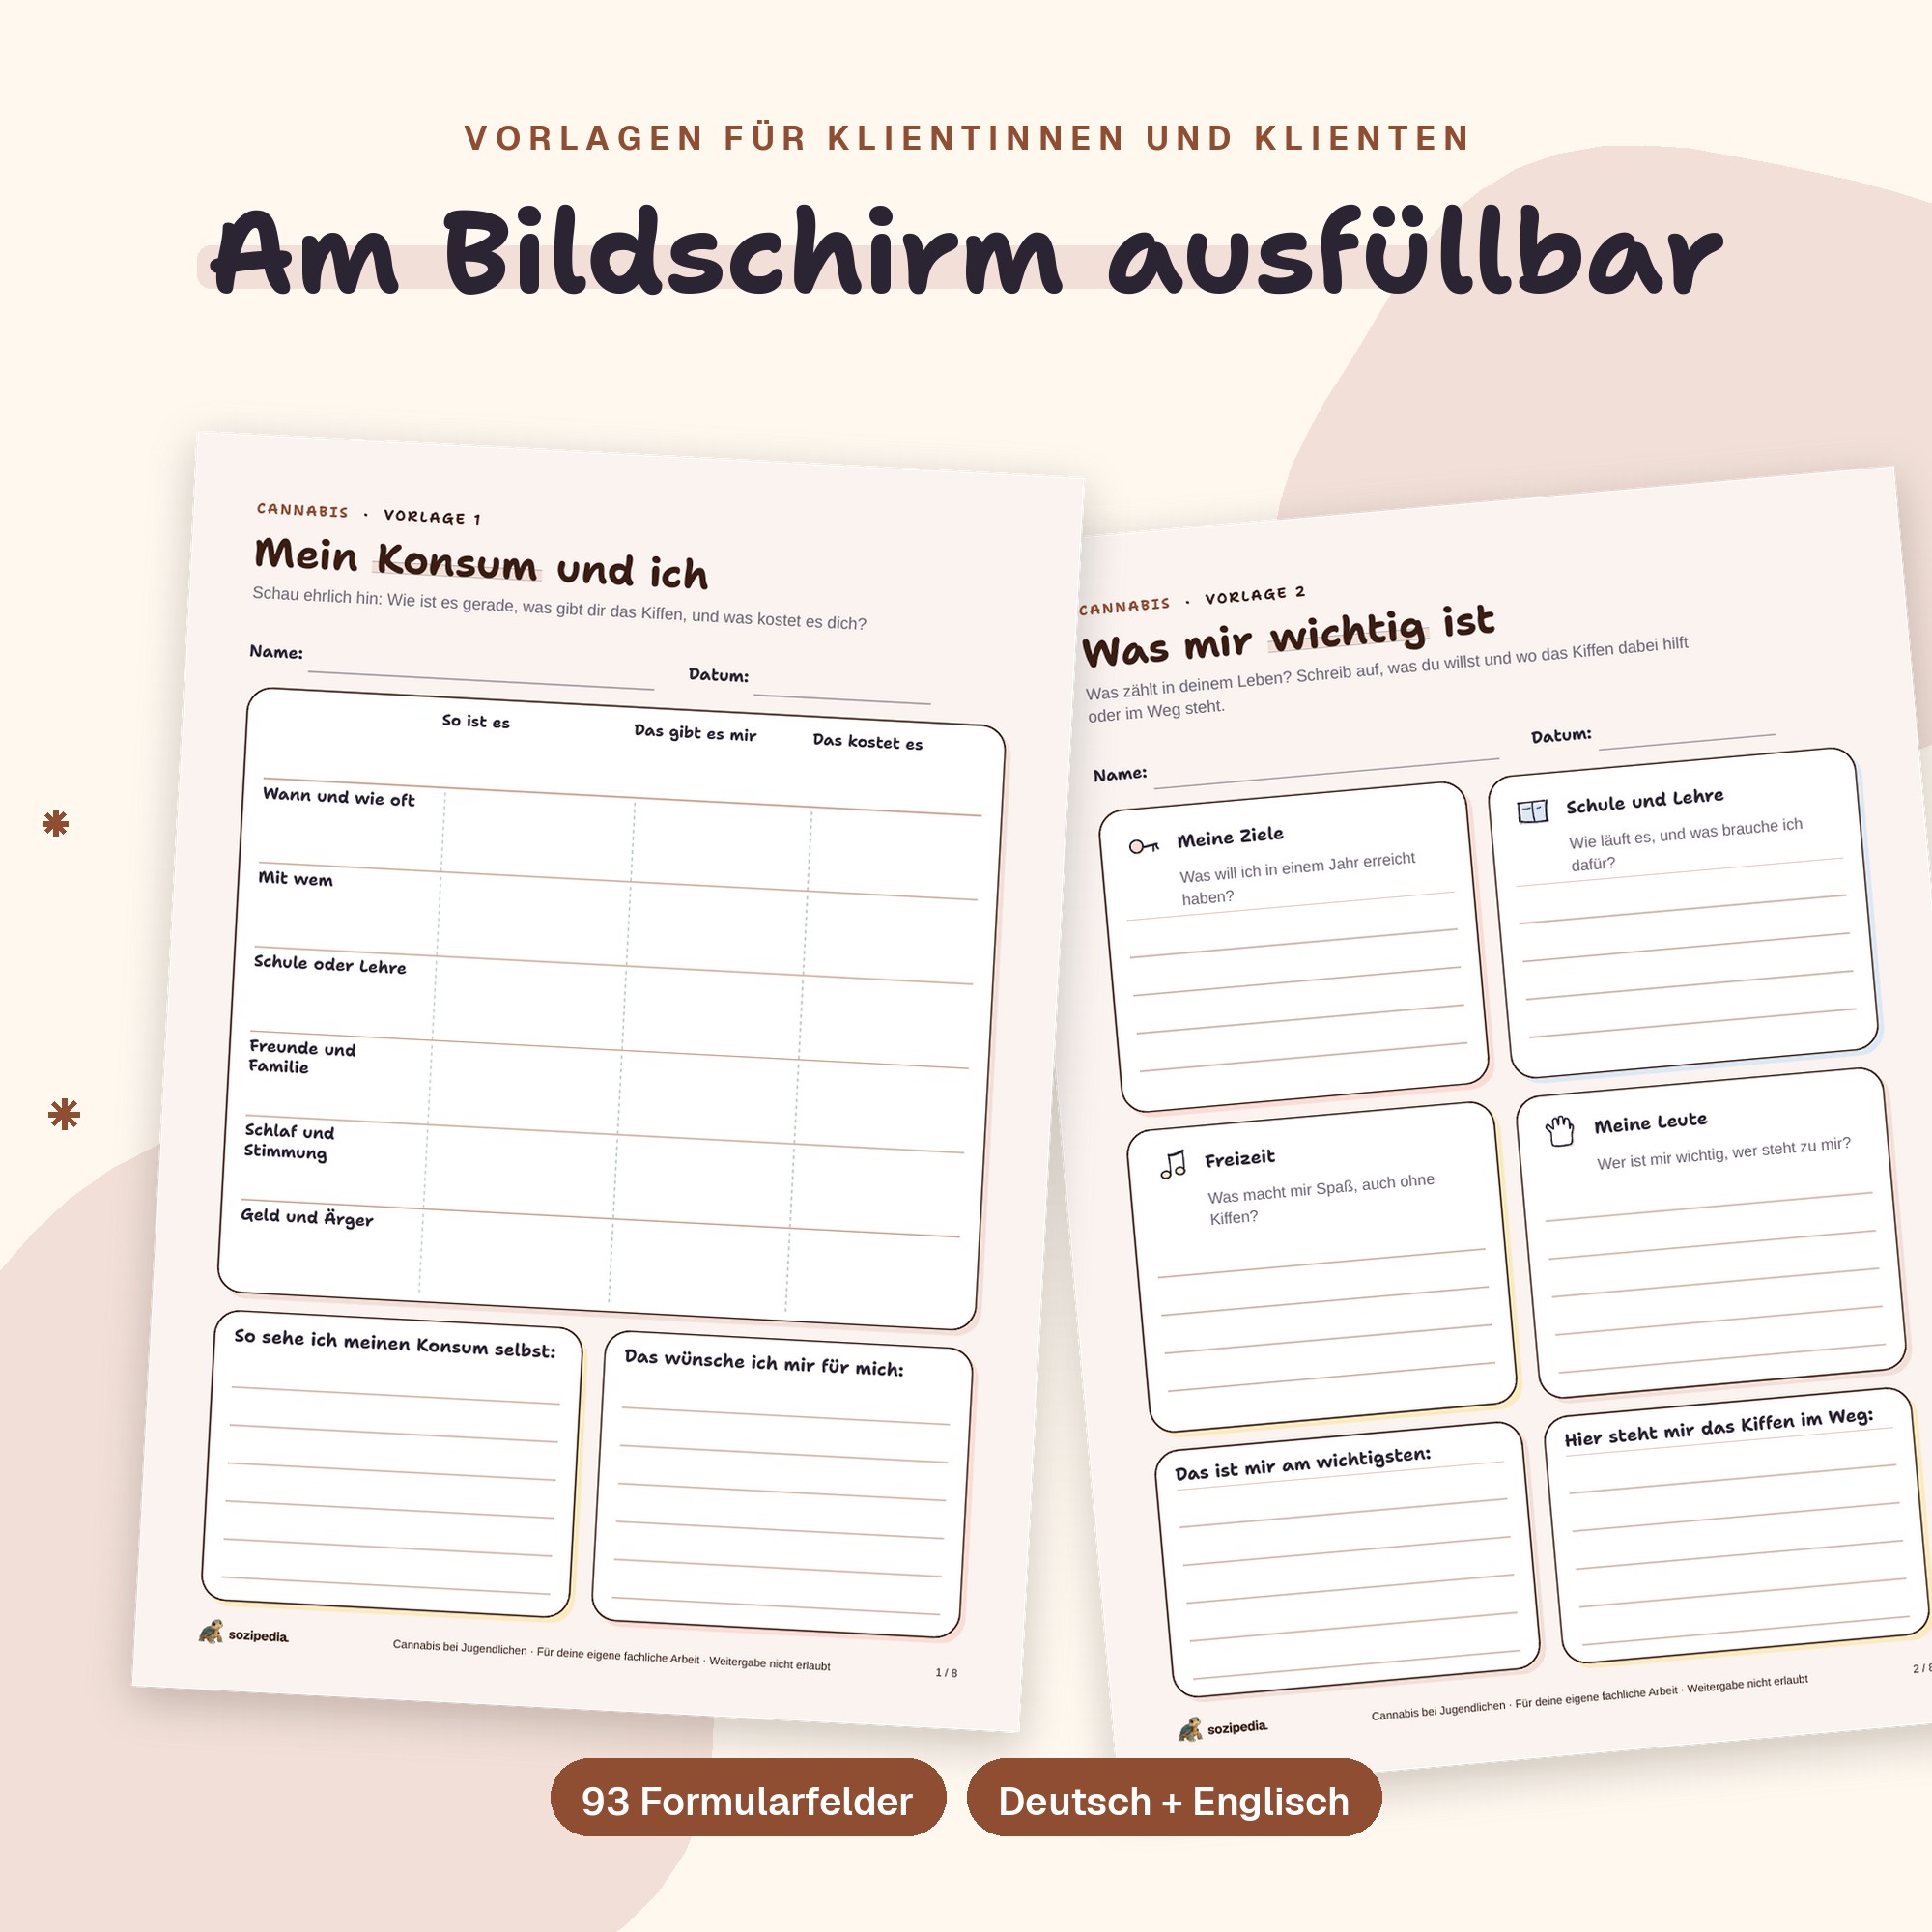 VORLAGEN FÜR KLIENTINNEN UND KLIENTEN
Am Bildschirm ausfüllbar
CANNABIS · VORLAGE 1
Mein Konsum und ich
Schau ehrlich hin: Wie ist es gerade, was gibt dir das Kiffen, und was kostet es dich?
Name:
Datum:
So ist es
Das gibt es mir
Das kostet es
Wann und wie oft
Mit wem
Schule oder Lehre
Freunde und
Familie
Schlaf und
Stimmung
Geld und Ärger
So sehe ich meinen Konsum selbst:
Das wünsche ich mir für mich:
sozipedia.
Cannabis bei Jugendlichen · Für deine eigene fachliche Arbeit · Weitergabe nicht erlaubt
1 / 8
CANNABIS · VORLAGE 2
Was mir wichtig ist
Was zählt in deinem Leben? Schreib auf, was du willst und wo das Kiffen dabei hilft
oder im Weg steht.
Name:
Datum:
Meine Ziele
Was will ich in einem Jahr erreicht
haben?
Schule und Lehre
Wie läuft es, und was brauche ich
dafür?
Freizeit
Was macht mir Spaß, auch ohne
Kiffen?
Meine Leute
Wer ist mir wichtig, wer steht zu mir?
Das ist mir am wichtigsten:
Hier steht mir das Kiffen im Weg:
sozipedia.
Cannabis bei Jugendlichen · Für deine eigene fachliche Arbeit · Weitergabe nicht erlaubt
2 / 8
93 Formularfelder
Deutsch + Englisch